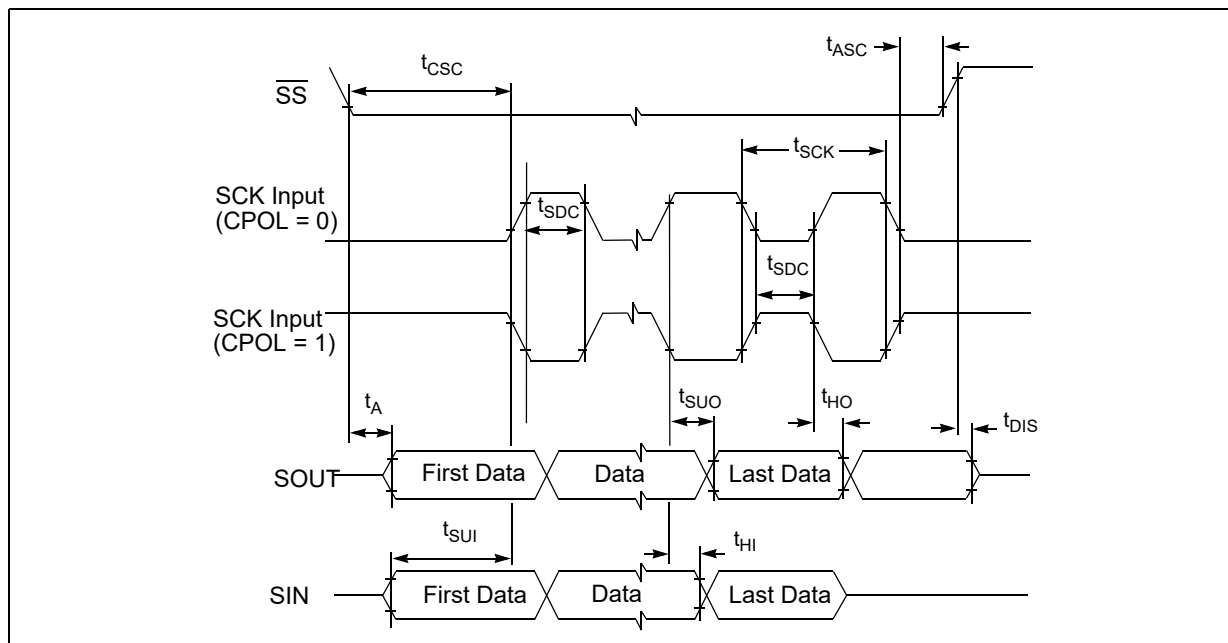 tASC
tCSC
SS
tSCK
SCK Input
(CPOL = 0)
tSDC
tSDC
SCK Input
(CPOL = 1)
tA
tSUO
tHO
tDIS
SOUT
First Data
Data
Last Data
tSUI
tHI
SIN
First Data
Data
Last Data